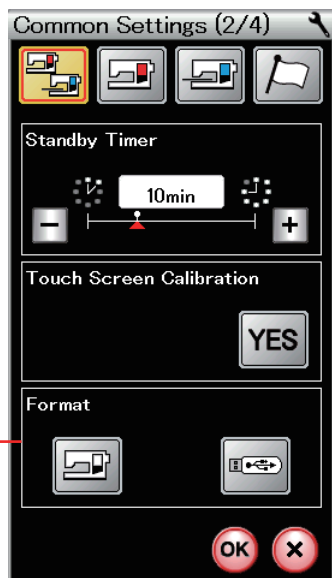 Common Settings (2/4)
Standby Timer
10min
− +
Touch Screen Calibration
YES
Format
OK ×